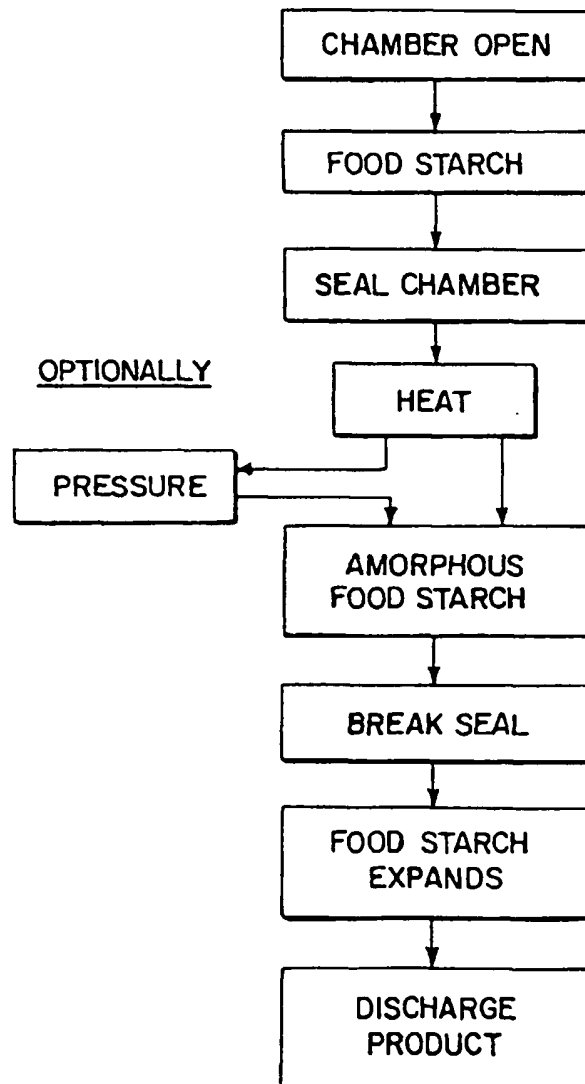 CHAMBER OPEN
FOOD STARCH
SEAL CHAMBER
OPTIONALLY
HEAT
PRESSURE
AMORPHOUS
FOOD STARCH
BREAK SEAL
FOOD STARCH
EXPANDS
DISCHARGE
PRODUCT